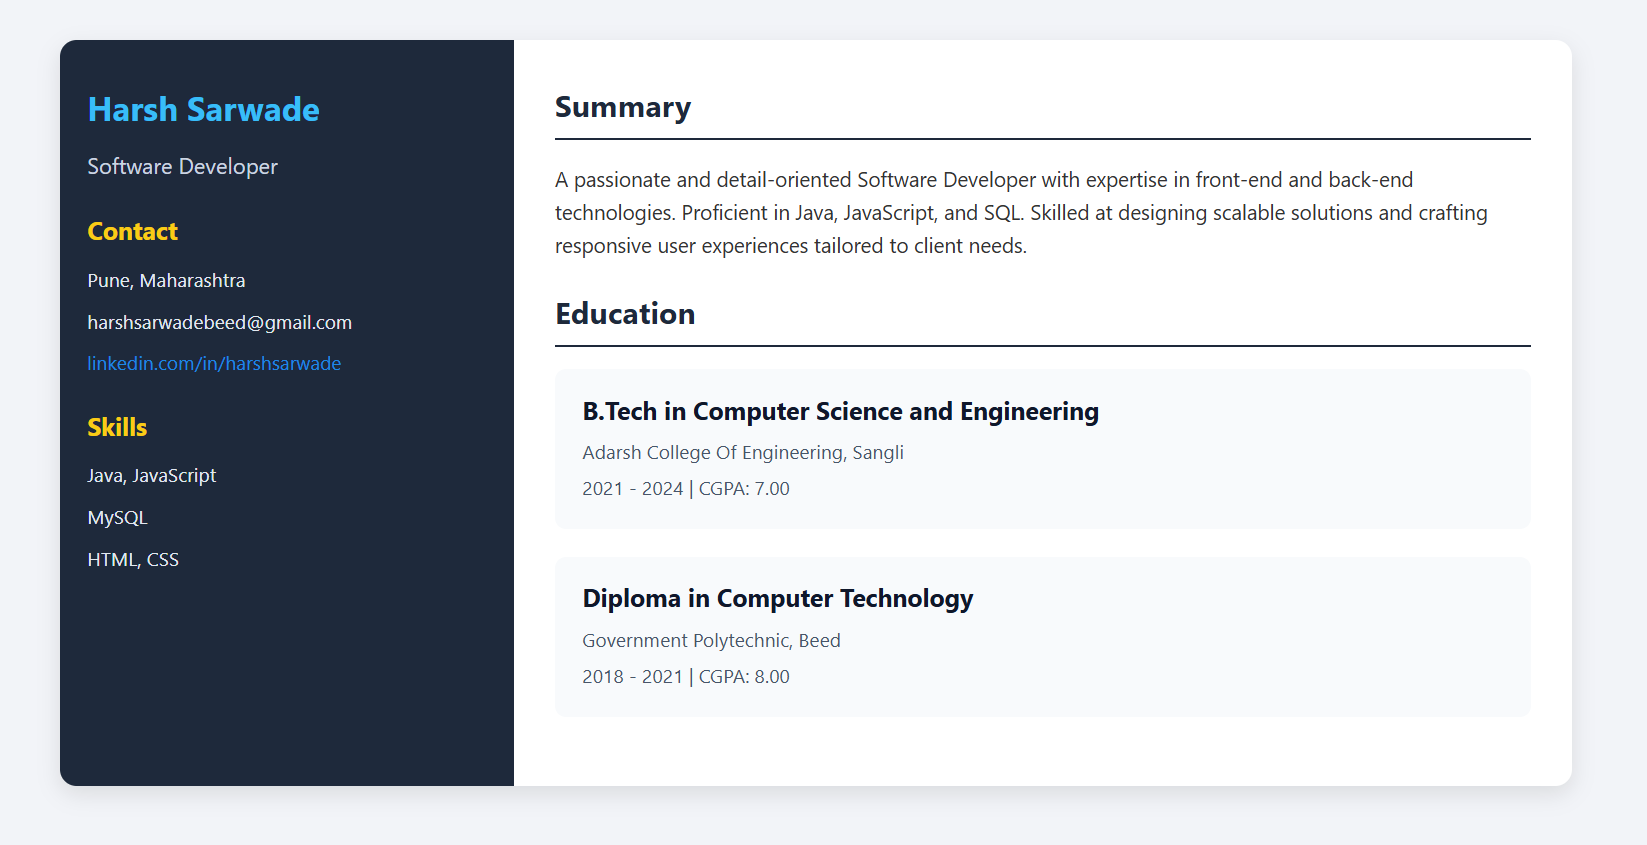 Harsh Sarwade
Software Developer
Contact
Pune, Maharashtra
harshsarwadebeed@gmail.com
linkedin.com/in/harshsarwade
Skills
Java, JavaScript
MySQL
HTML, CSS
Summary
A passionate and detail-oriented Software Developer with expertise in front-end and back-end
technologies. Proficient in Java, JavaScript, and SQL. Skilled at designing scalable solutions and crafting
responsive user experiences tailored to client needs.
Education
B.Tech in Computer Science and Engineering
Adarsh College Of Engineering, Sangli
2021 - 2024 | CGPA: 7.00
Diploma in Computer Technology
Government Polytechnic, Beed
2018 - 2021 | CGPA: 8.00